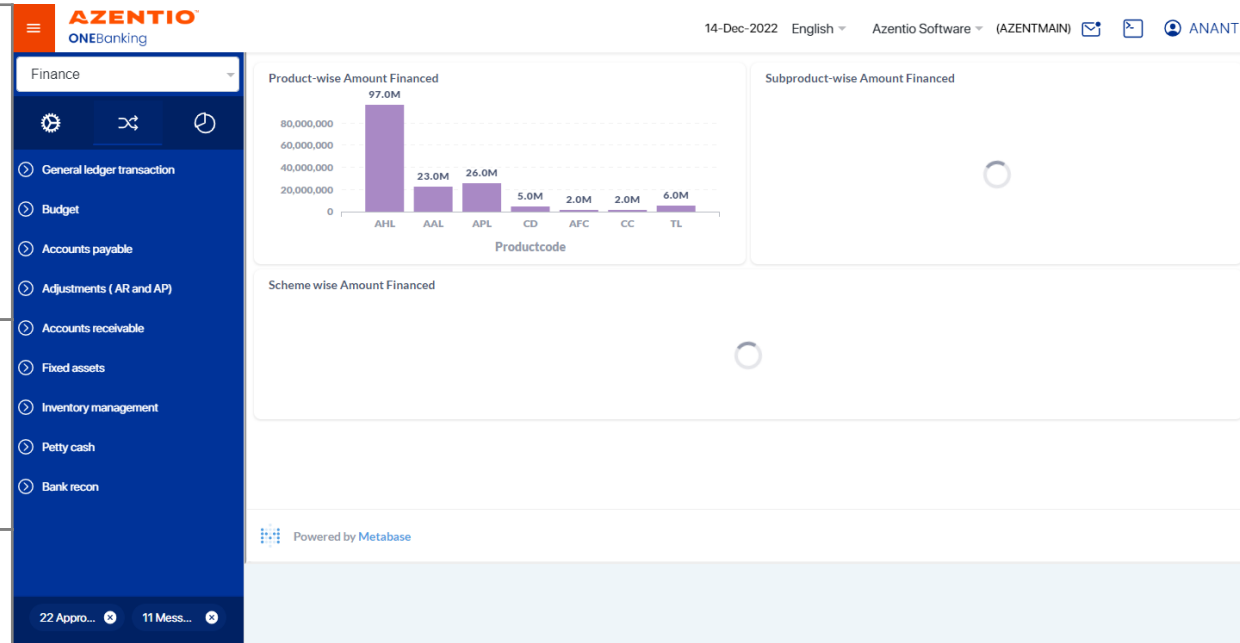 AZENTIO™
ONEBanking
14-Dec-2022 English Azentio Software (AZENTMAIN) ANANT
Finance
General ledger transaction
Budget
Accounts payable
Adjustments ( AR and AP)
Accounts receivable
Fixed assets
Inventory management
Petty cash
Bank recon
22 Appro... 11 Mess...
Product-wise Amount Financed
97.0M
80,000,000
60,000,000
40,000,000
20,000,000
0
23.0M 26.0M 5.0M 2.0M 2.0M 6.0M
AHL AAL APL CD AFC CC TL
Productcode
Subproduct-wise Amount Financed
Scheme wise Amount Financed
Powered by Metabase